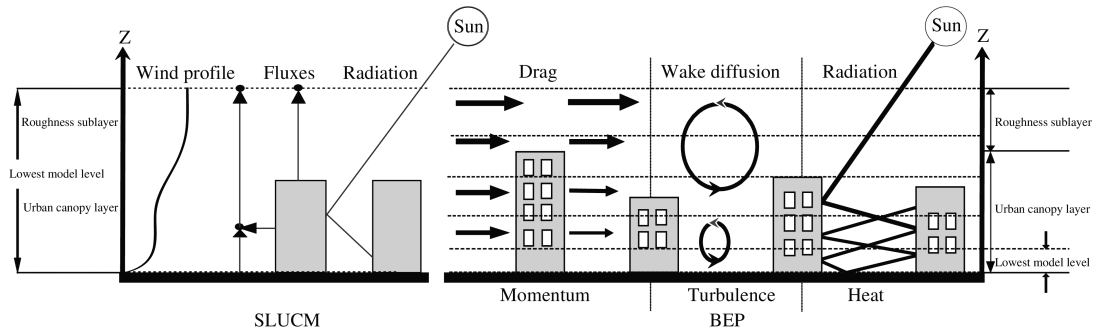 Sun
Z
Wind profile
Fluxes
Radiation
Roughness sublayer
Lowest model level
Urban canopy layer
SLUCM
Sun
Z
Drag
Wake diffusion
Radiation
Roughness sublayer
Urban canopy layer
Lowest model level
Momentum
Turbulence
Heat
BEP